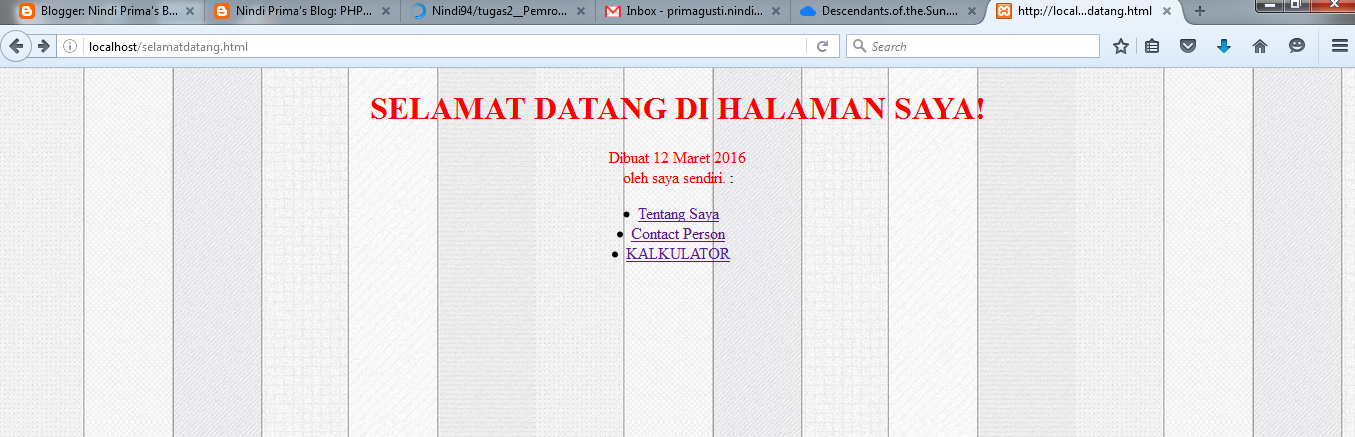 Blogger: Nindi Prima's B...
Nindi Prima's Blog: PHP...
Nindi94/tugas2__Pemro...
Inbox - primagusti.nindi...
Descendants.of.the.Sun....
http://local...datang.html
localhost/selamatdatang.html
Search
SELAMAT DATANG DI HALAMAN SAYA!
Dibuat 12 Maret 2016
oleh saya sendiri. :
Tentang Saya
Contact Person
KALKULATOR